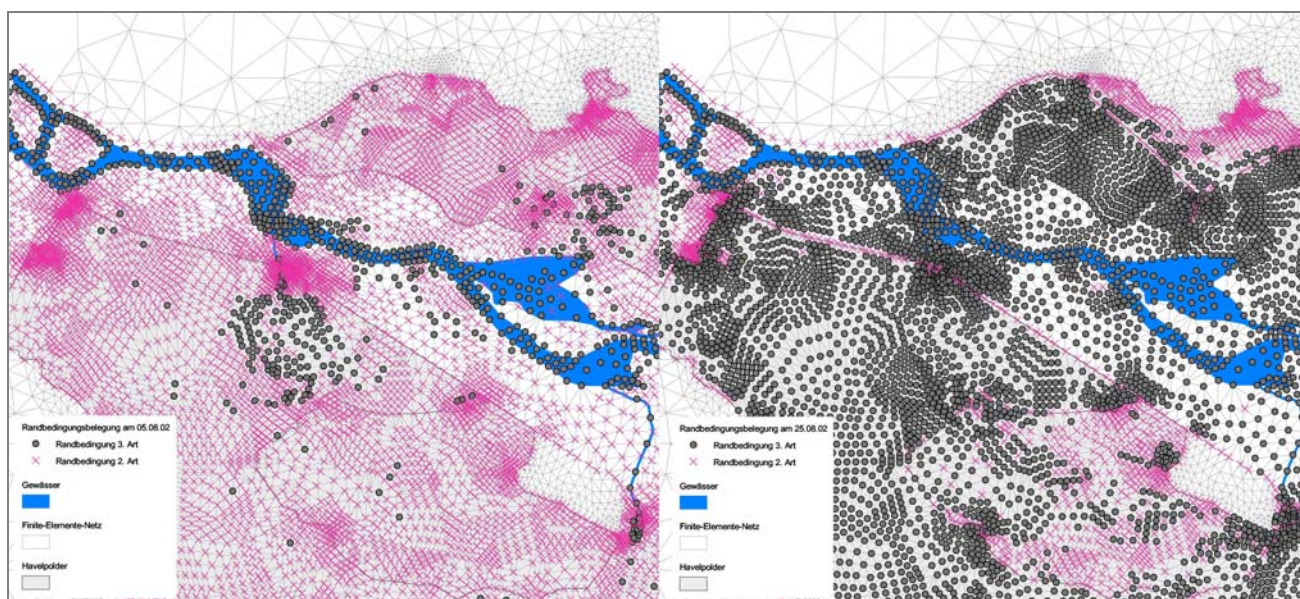 Randbedingungsbelegung am 05.08.02
Randbedingung 3. Art
Randbedingung 2. Art
Gewässer
Finite-Elemente-Netz
Havelpolder
Randbedingungsbelegung am 25.08.02
Randbedingung 3. Art
Randbedingung 2. Art
Gewässer
Finite-Elemente-Netz
Havelpolder